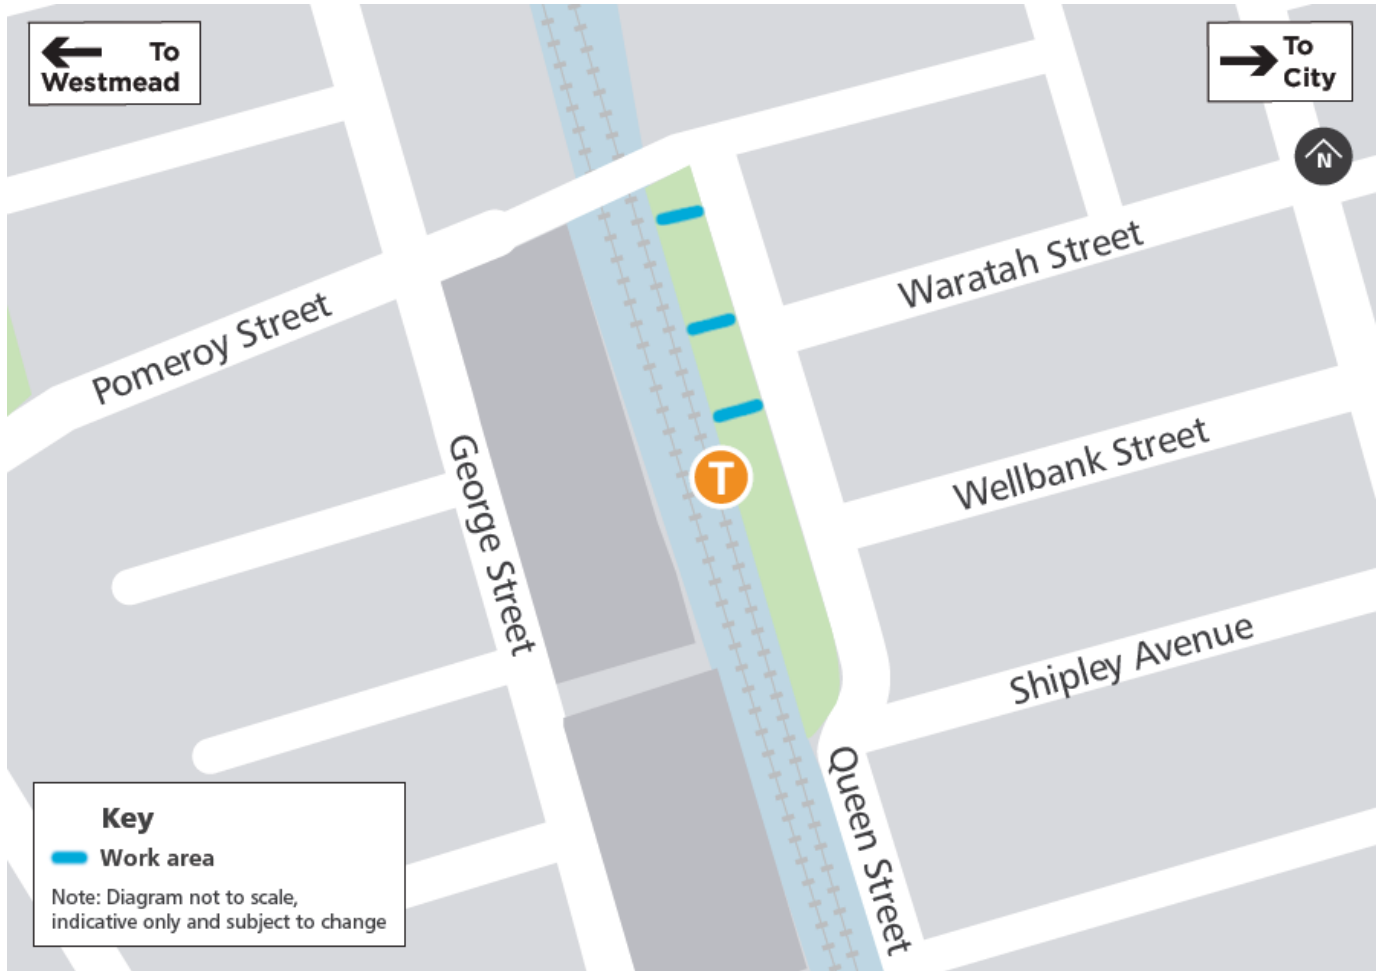 To
Westmead
To
City
N
Waratah Street
Pomeroy Street
Wellbank Street
George Street
T
Shipley Avenue
Queen Street
Key
Work area
Note: Diagram not to scale,
indicative only and subject to change